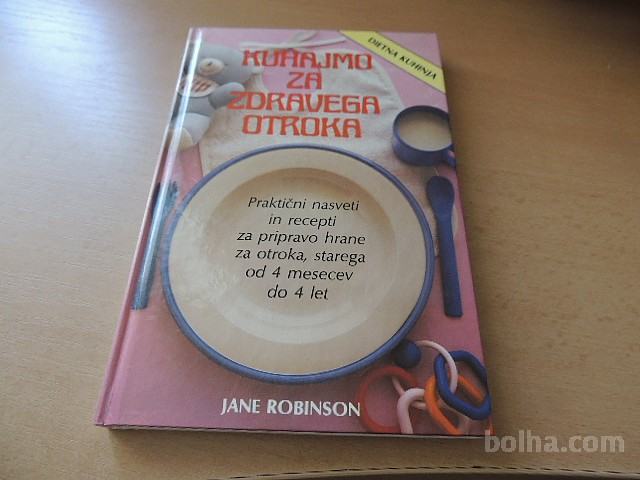 DIETNA KUHINJA
KUHAJMO
ZA
ZDRAVEGA
OTROKA
Praktični nasveti
in recepti
za pripravo hrane
za otroka, starega
od 4 mesecev
do 4 let
JANE ROBINSON
bolha.com